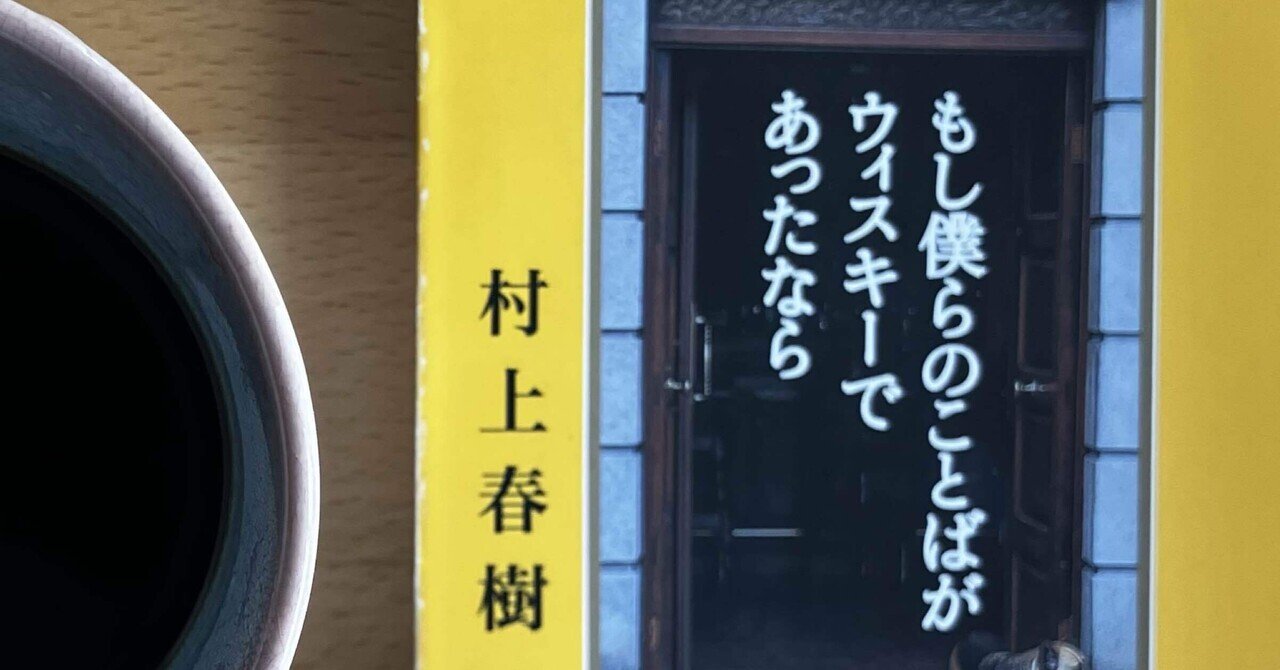 もし僕らのことばが
ウィスキーで
あったなら
村上春樹